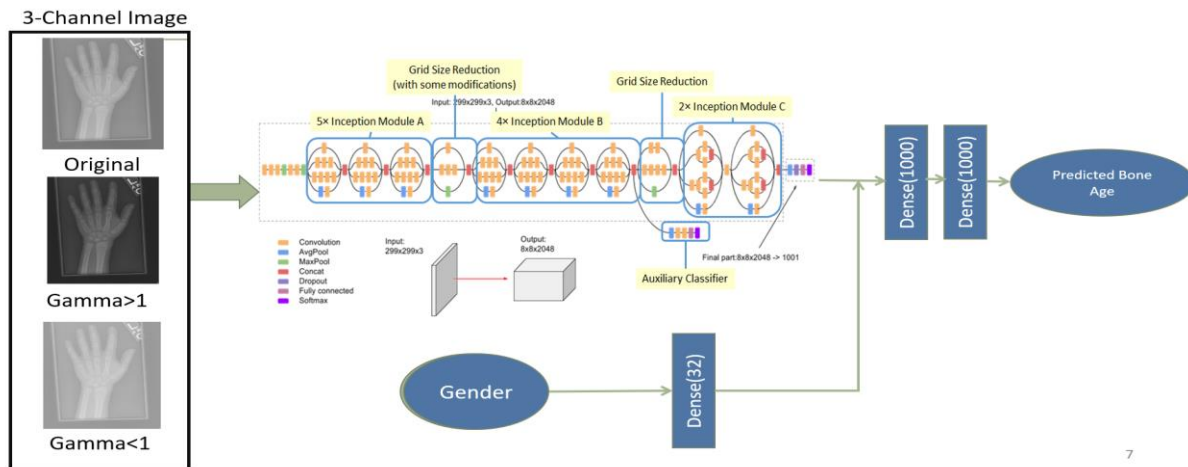 3-Channel Image
Original
Gamma>1
Gamma<1
Grid Size Reduction
(with some modifications)
Grid Size Reduction
Input: 299x299x3, Output:8x8x2048
5× Inception Module A
4× Inception Module B
2× Inception Module C
Convolution
AvgPool
MaxPool
Concat
Dropout
Fully connected
Softmax
Input:
299x299x3
Output:
8x8x2048
Auxiliary Classifier
Final part:8x8x2048 -> 1001
Dense(1000)
Dense(1000)
Predicted Bone
Age
Gender
Dense(32)
7